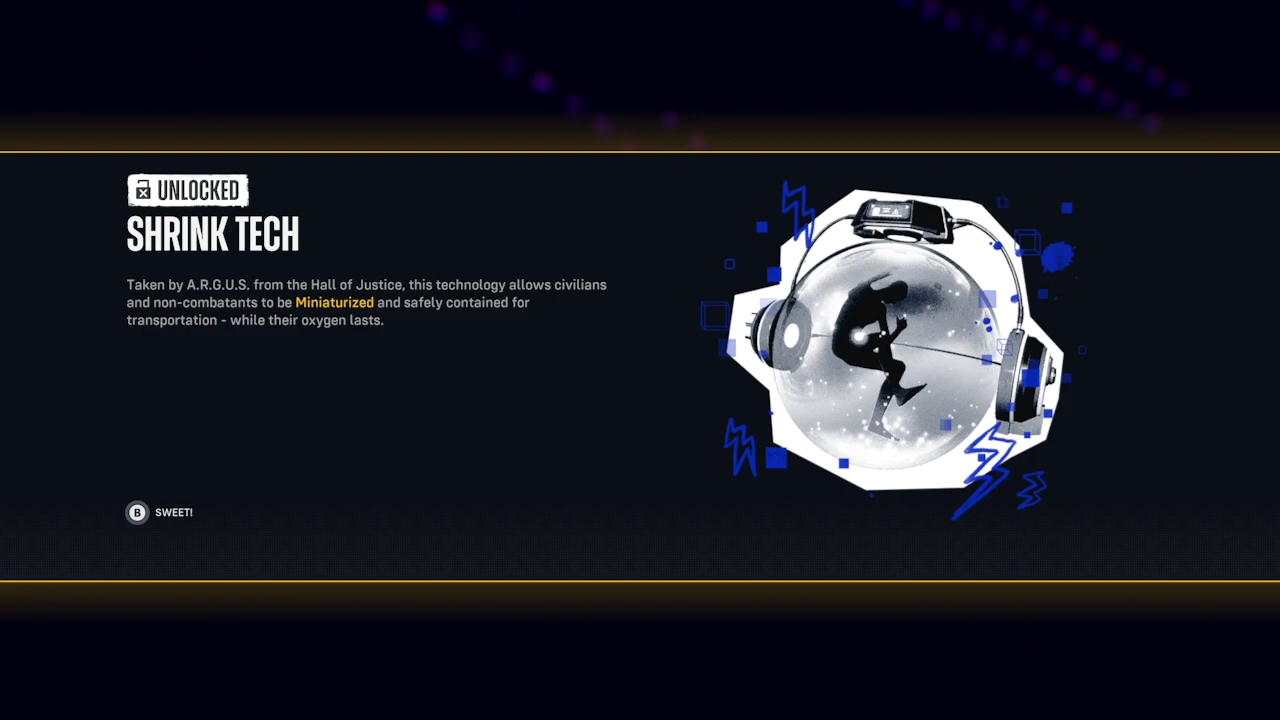 UNLOCKED
SHRINK TECH
Taken by A.R.G.U.S. from the Hall of Justice, this technology allows civilians
and non-combatants to be Miniaturized and safely contained for
transportation - while their oxygen lasts.
B SWEET!